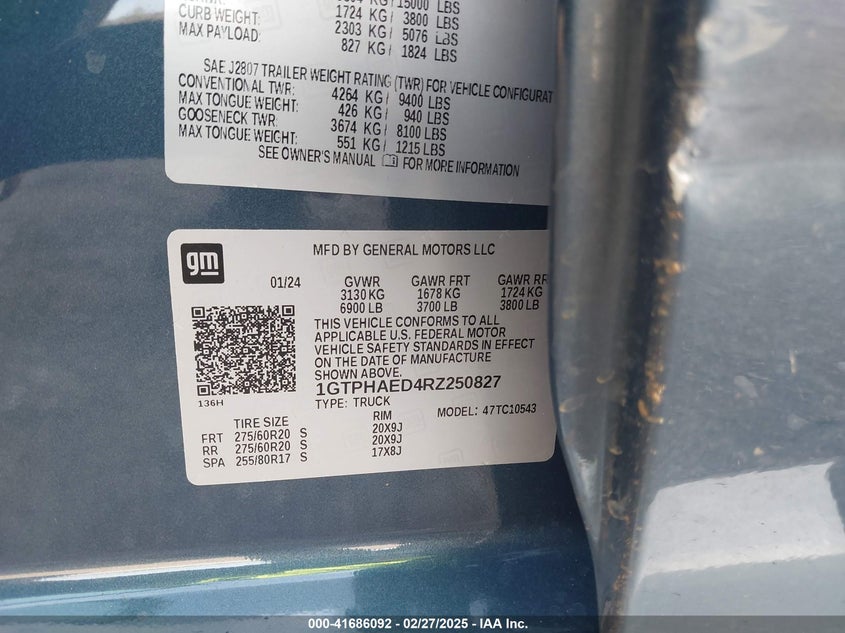 KG / 15000 LBS
CURB WEIGHT: 1724 KG / 3800 LBS
MAX PAYLOAD: 2303 KG / 5076 LBS
827 KG / 1824 LBS
SAE J2807 TRAILER WEIGHT RATING (TWR) FOR VEHICLE CONFIGURAT
CONVENTIONAL TWR: 4264 KG / 9400 LBS
MAX TONGUE WEIGHT: 426 KG / 940 LBS
GOOSENECK TWR: 3674 KG / 8100 LBS
MAX TONGUE WEIGHT: 551 KG / 1215 LBS
SEE OWNER'S MANUAL FOR MORE INFORMATION
gm
MFD BY GENERAL MOTORS LLC
01/24 GVWR GAWR FRT GAWR RR
3130 KG 1678 KG 1724 KG
6900 LB 3700 LB 3800 LB
THIS VEHICLE CONFORMS TO ALL
APPLICABLE U.S. FEDERAL MOTOR
VEHICLE SAFETY STANDARDS IN EFFECT
ON THE DATE OF MANUFACTURE
SHOWN ABOVE.
1GTPHAED4RZ250827
136H TYPE: TRUCK MODEL: 47TC10543
TIRE SIZE RIM
FRT 275/60R20 S 20X9J
RR 275/60R20 S 20X9J
SPA 255/80R17 S 17X8J
000-41686092 - 02/27/2025 - IAA Inc.